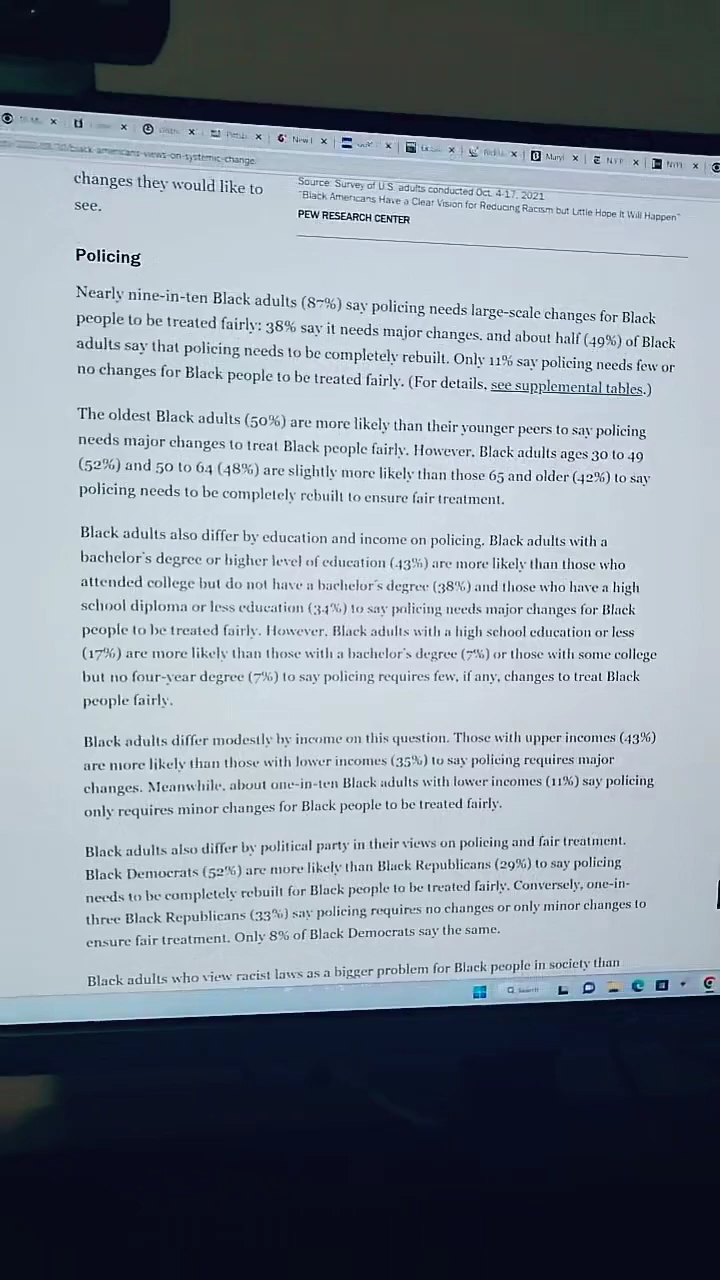 New
Maryl
NYPI
black-americans-views-on-systemic-change
changes they would like to
see.
Source: Survey of U.S. adults conducted Oct. 4-17, 2021.
"Black Americans Have a Clear Vision for Reducing Racism but Little Hope It Will Happen"
PEW RESEARCH CENTER
Policing
Nearly nine-in-ten Black adults (87%) say policing needs large-scale changes for Black
people to be treated fairly: 38% say it needs major changes, and about half (49%) of Black
adults say that policing needs to be completely rebuilt. Only 11% say policing needs few or
no changes for Black people to be treated fairly. (For details, see supplemental tables.)
The oldest Black adults (50%) are more likely than their younger peers to say policing
needs major changes to treat Black people fairly. However, Black adults ages 30 to 49
(52%) and 50 to 64 (48%) are slightly more likely than those 65 and older (42%) to say
policing needs to be completely rebuilt to ensure fair treatment.
Black adults also differ by education and income on policing. Black adults with a
bachelor's degree or higher level of education (43%) are more likely than those who
attended college but do not have a bachelor's degree (38%) and those who have a high
school diploma or less education (34%) to say policing needs major changes for Black
people to be treated fairly. However, Black adults with a high school education or less
(17%) are more likely than those with a bachelor's degree (7%) or those with some college
but no four-year degree (7%) to say policing requires few, if any, changes to treat Black
people fairly.
Black adults differ modestly by income on this question. Those with upper incomes (43%)
are more likely than those with lower incomes (35%) to say policing requires major
changes. Meanwhile, about one-in-ten Black adults with lower incomes (11%) say policing
only requires minor changes for Black people to be treated fairly.
Black adults also differ by political party in their views on policing and fair treatment.
Black Democrats (52%) are more likely than Black Republicans (29%) to say policing
needs to be completely rebuilt for Black people to be treated fairly. Conversely, one-in-
three Black Republicans (33%) say policing requires no changes or only minor changes to
ensure fair treatment. Only 8% of Black Democrats say the same.
Black adults who view racist laws as a bigger problem for Black people in society than
Search